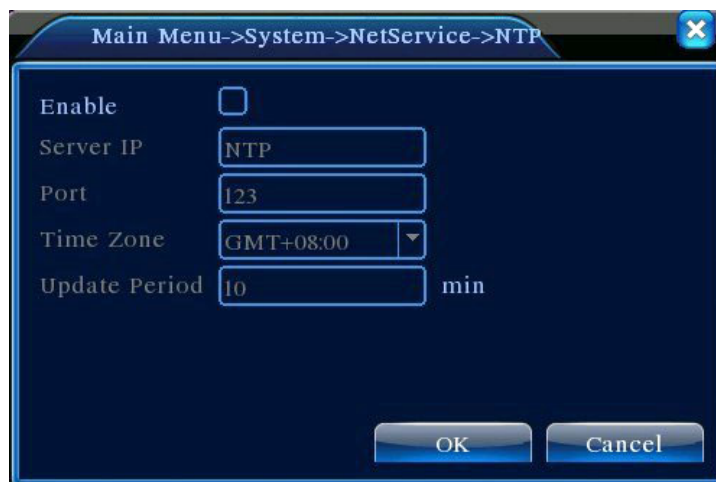 Main Menu->System->NetService->NTP
Enable
Server IP NTP
Port 123
Time Zone GMT+08:00
Update Period 10 min
OK Cancel